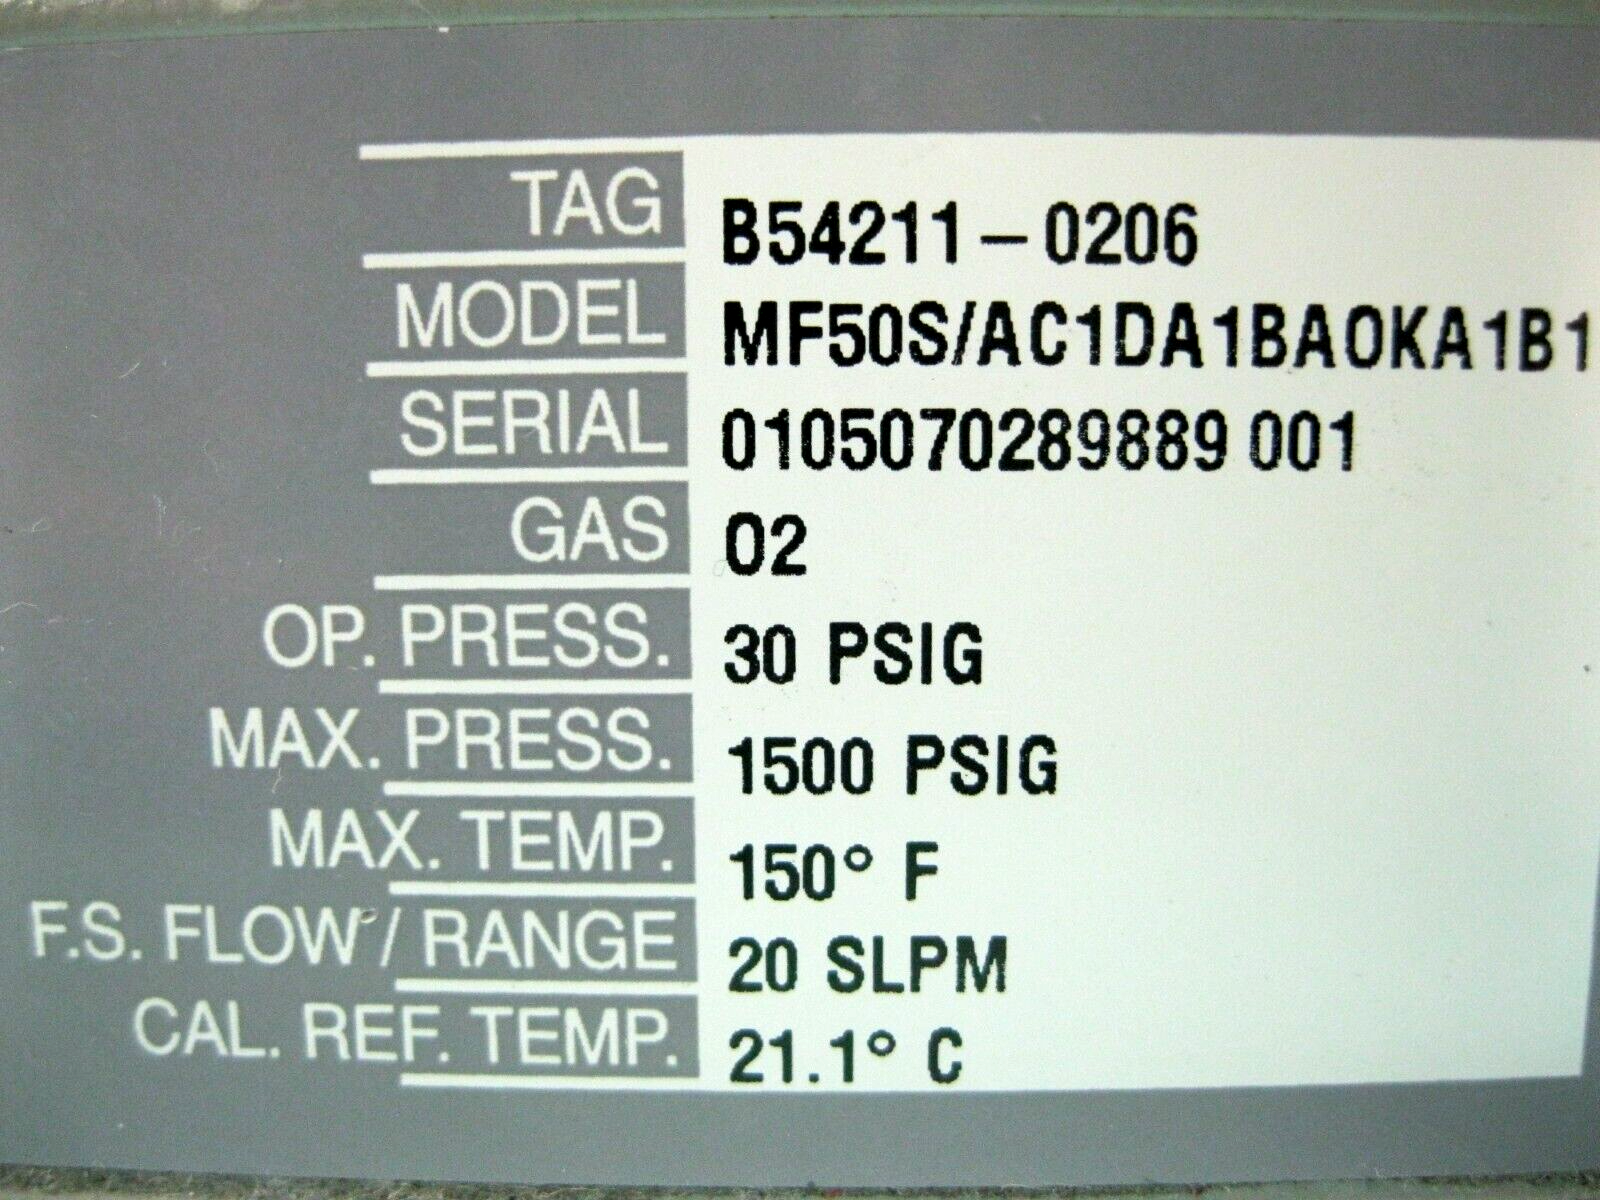 TAG B54211-0206
MODEL MF50S/AC1DA1BA0KA1B1
SERIAL 0105070289889 001
GAS O2
OP. PRESS. 30 PSIG
MAX. PRESS. 1500 PSIG
MAX. TEMP. 150° F
F.S. FLOW / RANGE 20 SLPM
CAL. REF. TEMP. 21.1° C